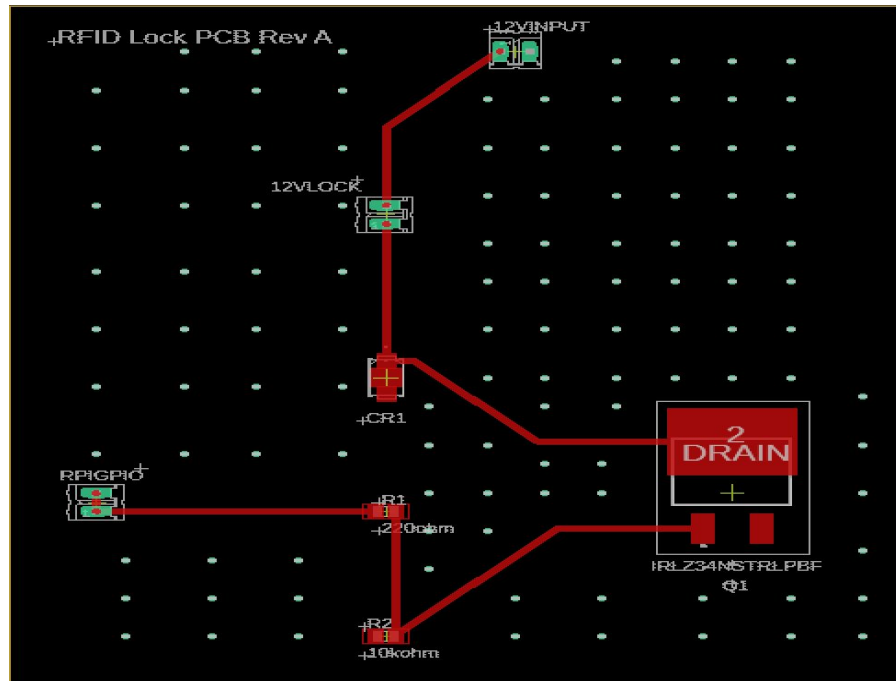 RFID Lock PCB Rev A
12VINPUT
12VLOCK
CR1
2
DRAIN
RPIGPIO
R1
220ohm
IRLZ34NSTRLPBF
Q1
R2
10kohm